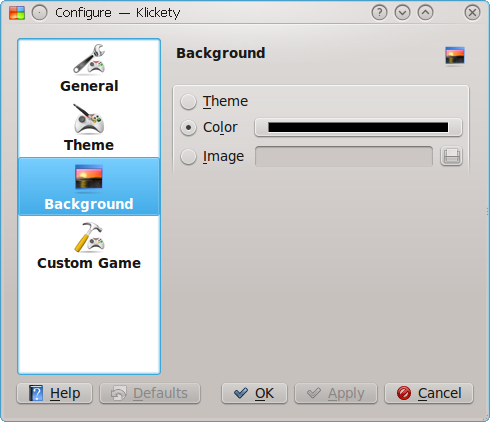 Configure — Klickety
General
Theme
Background
Custom Game
Background
Theme
Color
Image
Help
Defaults
OK
Apply
Cancel